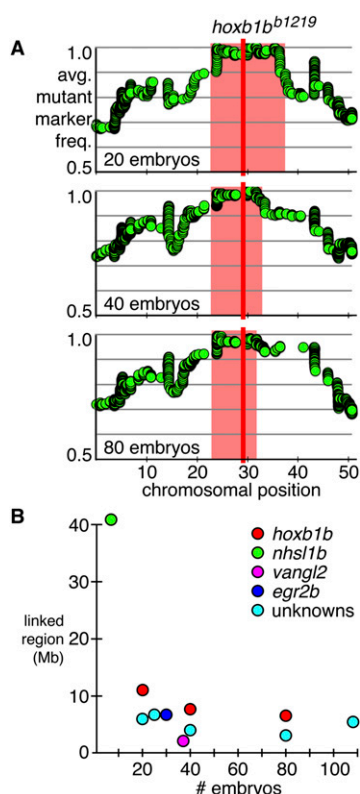 hoxb1b^b1219
A
1.0
avg.
mutant
marker
freq.
0.5
20 embryos
1.0
0.5
40 embryos
1.0
0.5
80 embryos
10 20 30 40 50
chromosomal position
B
40
30
20
10
0
linked
region
(Mb)
hoxb1b
nhsl1b
vangl2
egr2b
unknowns
20 40 60 80 100
# embryos